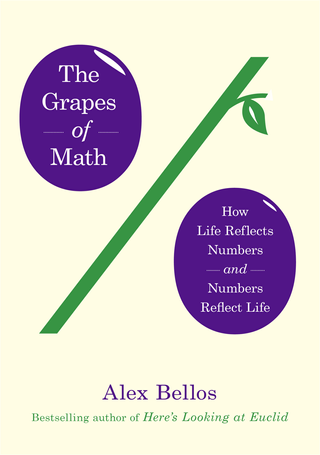 The
Grapes
— of —
Math
How
Life Reflects
Numbers
— and —
Numbers
Reflect Life
Alex Bellos
Bestselling author of Here's Looking at Euclid